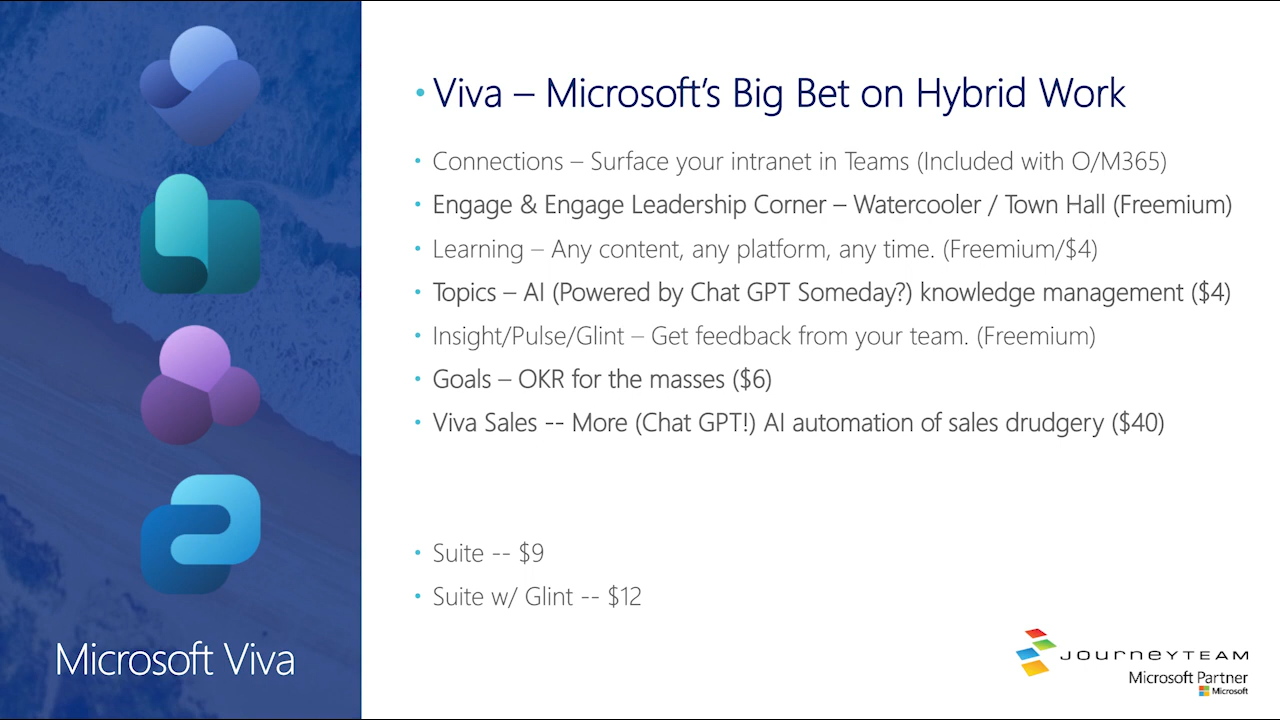 Viva – Microsoft's Big Bet on Hybrid Work
Connections – Surface your intranet in Teams (Included with O/M365)
Engage & Engage Leadership Corner – Watercooler / Town Hall (Freemium)
Learning – Any content, any platform, any time. (Freemium/$4)
Topics – AI (Powered by Chat GPT Someday?) knowledge management ($4)
Insight/Pulse/Glint – Get feedback from your team. (Freemium)
Goals – OKR for the masses ($6)
Viva Sales -- More (Chat GPT!) AI automation of sales drudgery ($40)
Suite -- $9
Suite w/ Glint -- $12
Microsoft Viva
JOURNEYTEAM
Microsoft Partner
Microsoft